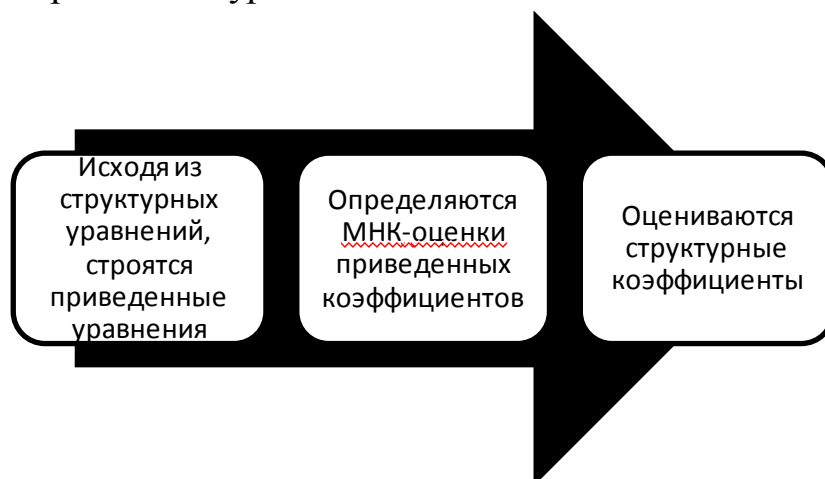 Исходя из
структурных
уравнений,
строятся
приведенные
уравнения
Определяются
МНК-оценки
приведенных
коэффициентов
Оцениваются
структурные
коэффициенты